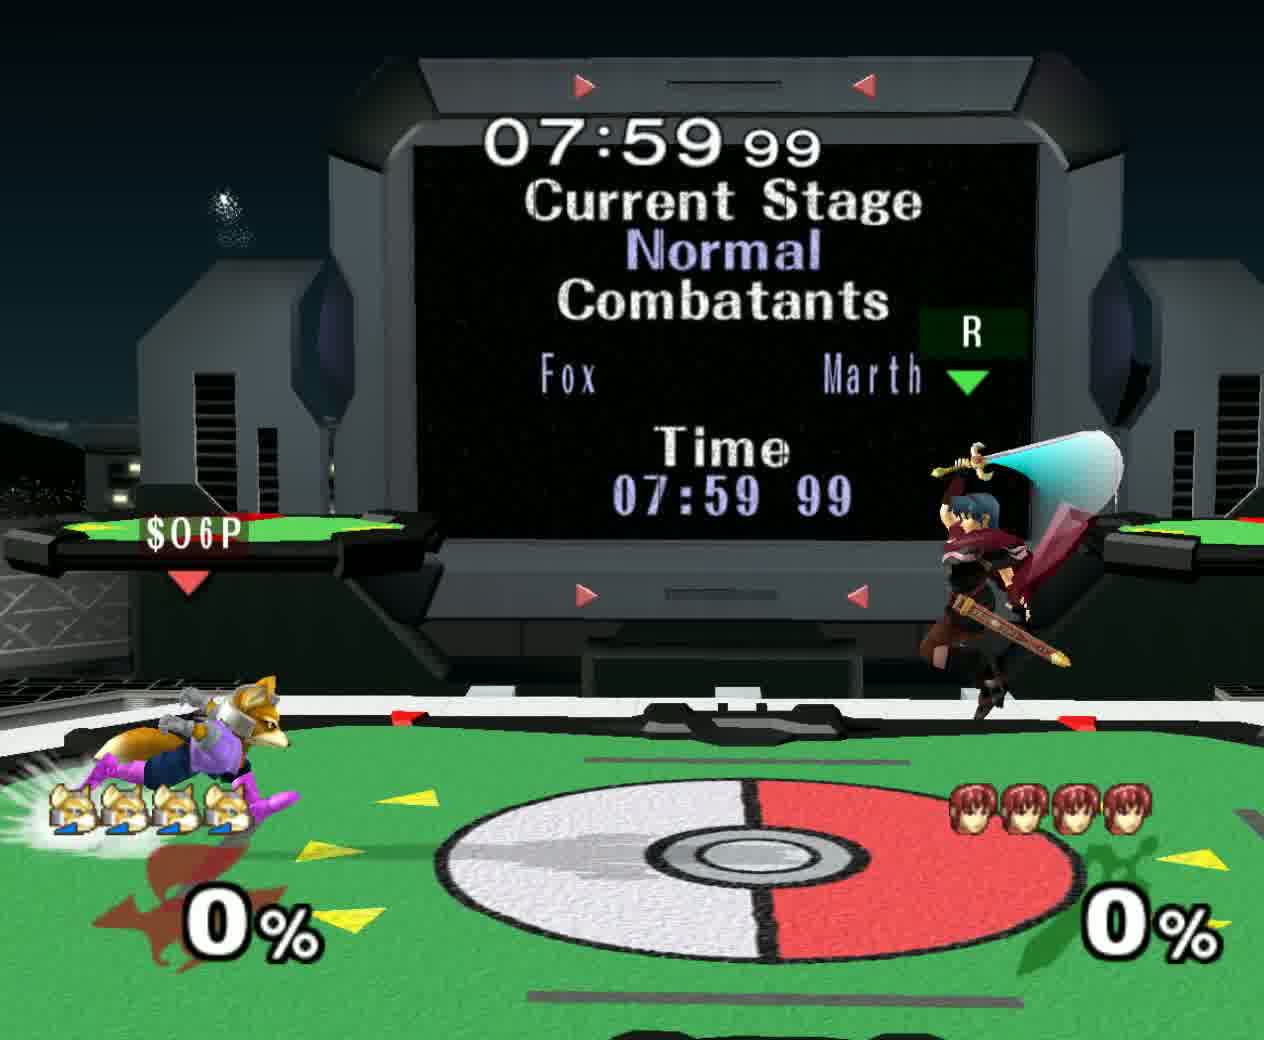 07:59 99
Current Stage
Normal
Combatants
R
Fox Marth
Time
07:59 99
$06P
0%
0%